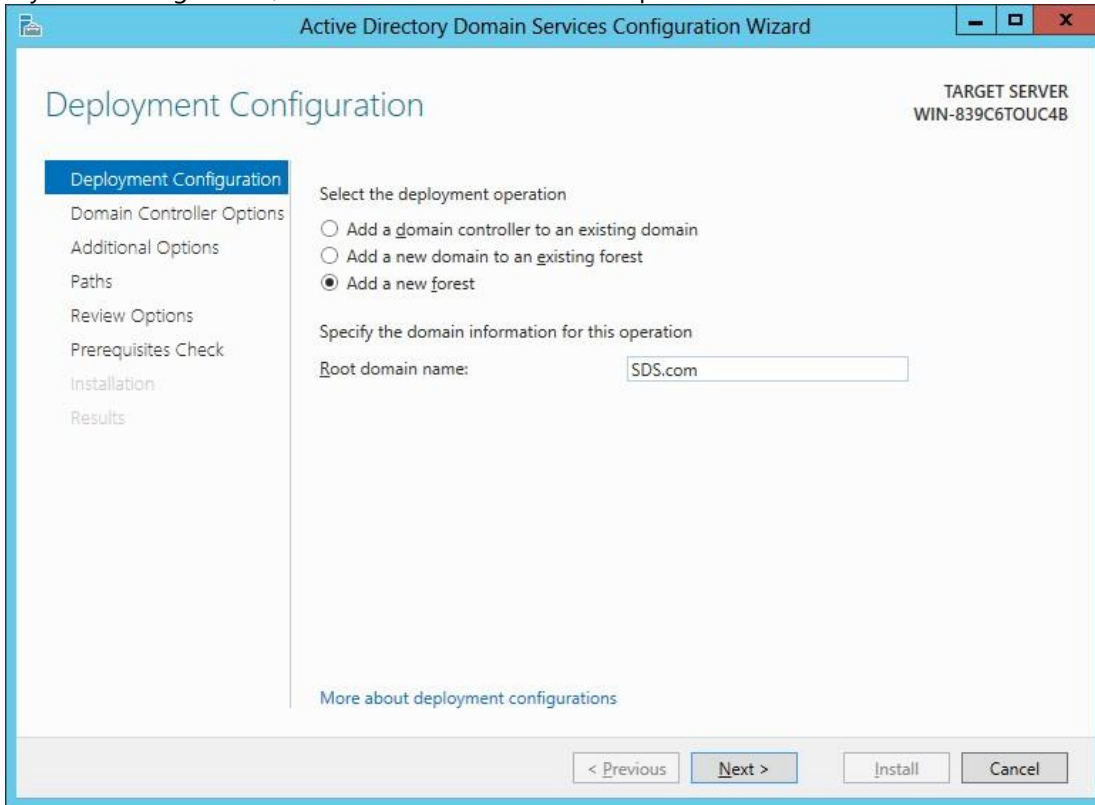 Active Directory Domain Services Configuration Wizard
Deployment Configuration
TARGET SERVER
WIN-839C6TOUC4B
Deployment Configuration
Domain Controller Options
Additional Options
Paths
Review Options
Prerequisites Check
Installation
Results
Select the deployment operation
Add a domain controller to an existing domain
Add a new domain to an existing forest
Add a new forest
Specify the domain information for this operation
Root domain name:
SDS.com
More about deployment configurations
< Previous
Next >
Install
Cancel